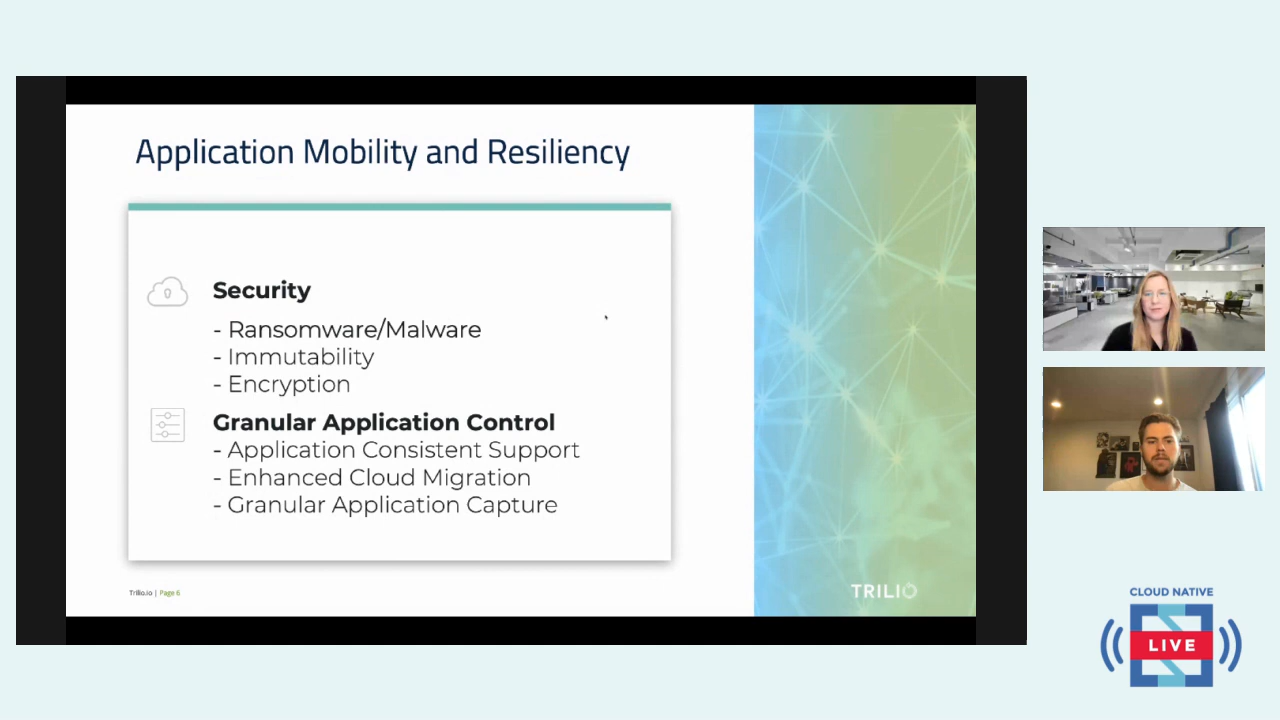 Application Mobility and Resiliency
Security
- Ransomware/Malware
- Immutability
- Encryption
Granular Application Control
- Application Consistent Support
- Enhanced Cloud Migration
- Granular Application Capture
Trilio.io | Page 6
TRILIO
CLOUD NATIVE
LIVE